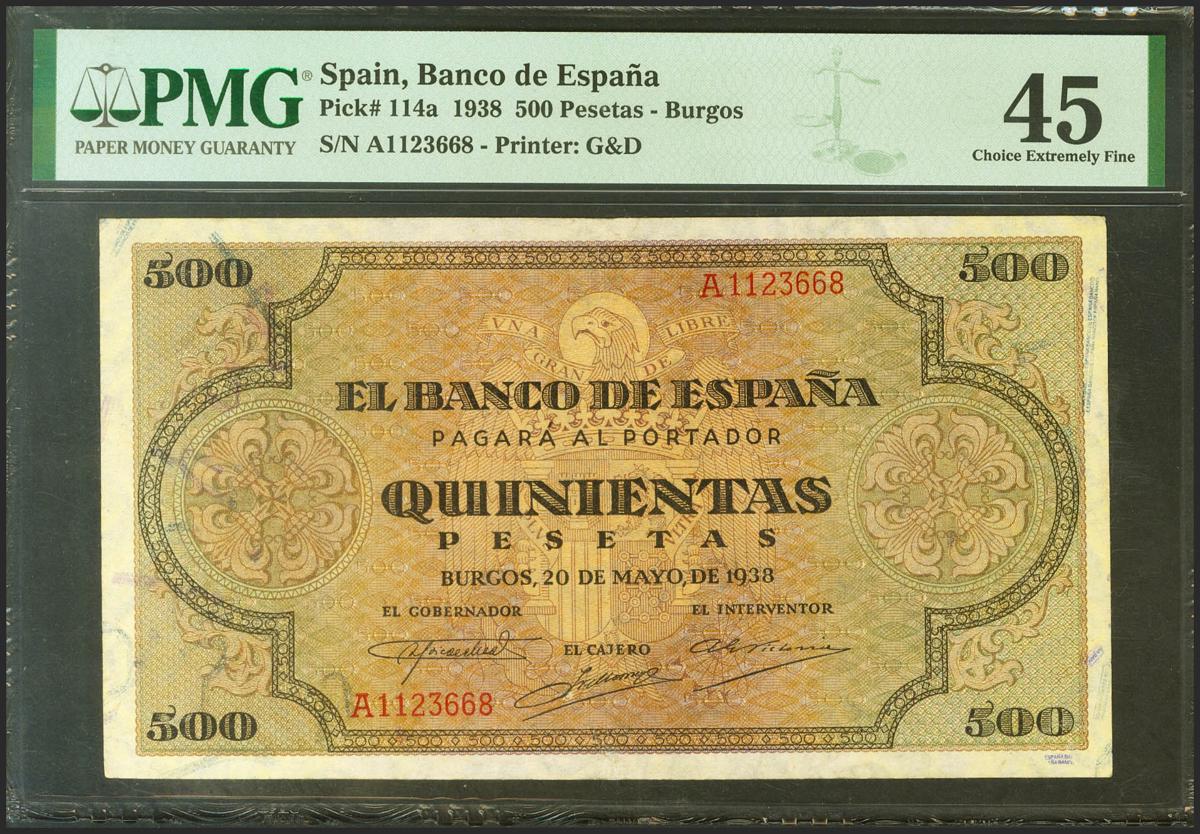 PMG®
PAPER MONEY GUARANTY
Spain, Banco de España
Pick# 114a 1938 500 Pesetas - Burgos
S/N A1123668 - Printer: G&D
45
Choice Extremely Fine
500
500
A1123668
VNA
LIBRE
GRANDE
EL BANCO DE ESPAÑA
PAGARA AL PORTADOR
QUINIENTAS
PESETAS
BURGOS, 20 DE MAYO, DE 1938
EL GOBERNADOR
EL INTERVENTOR
EL CAJERO
A1123668
500
500